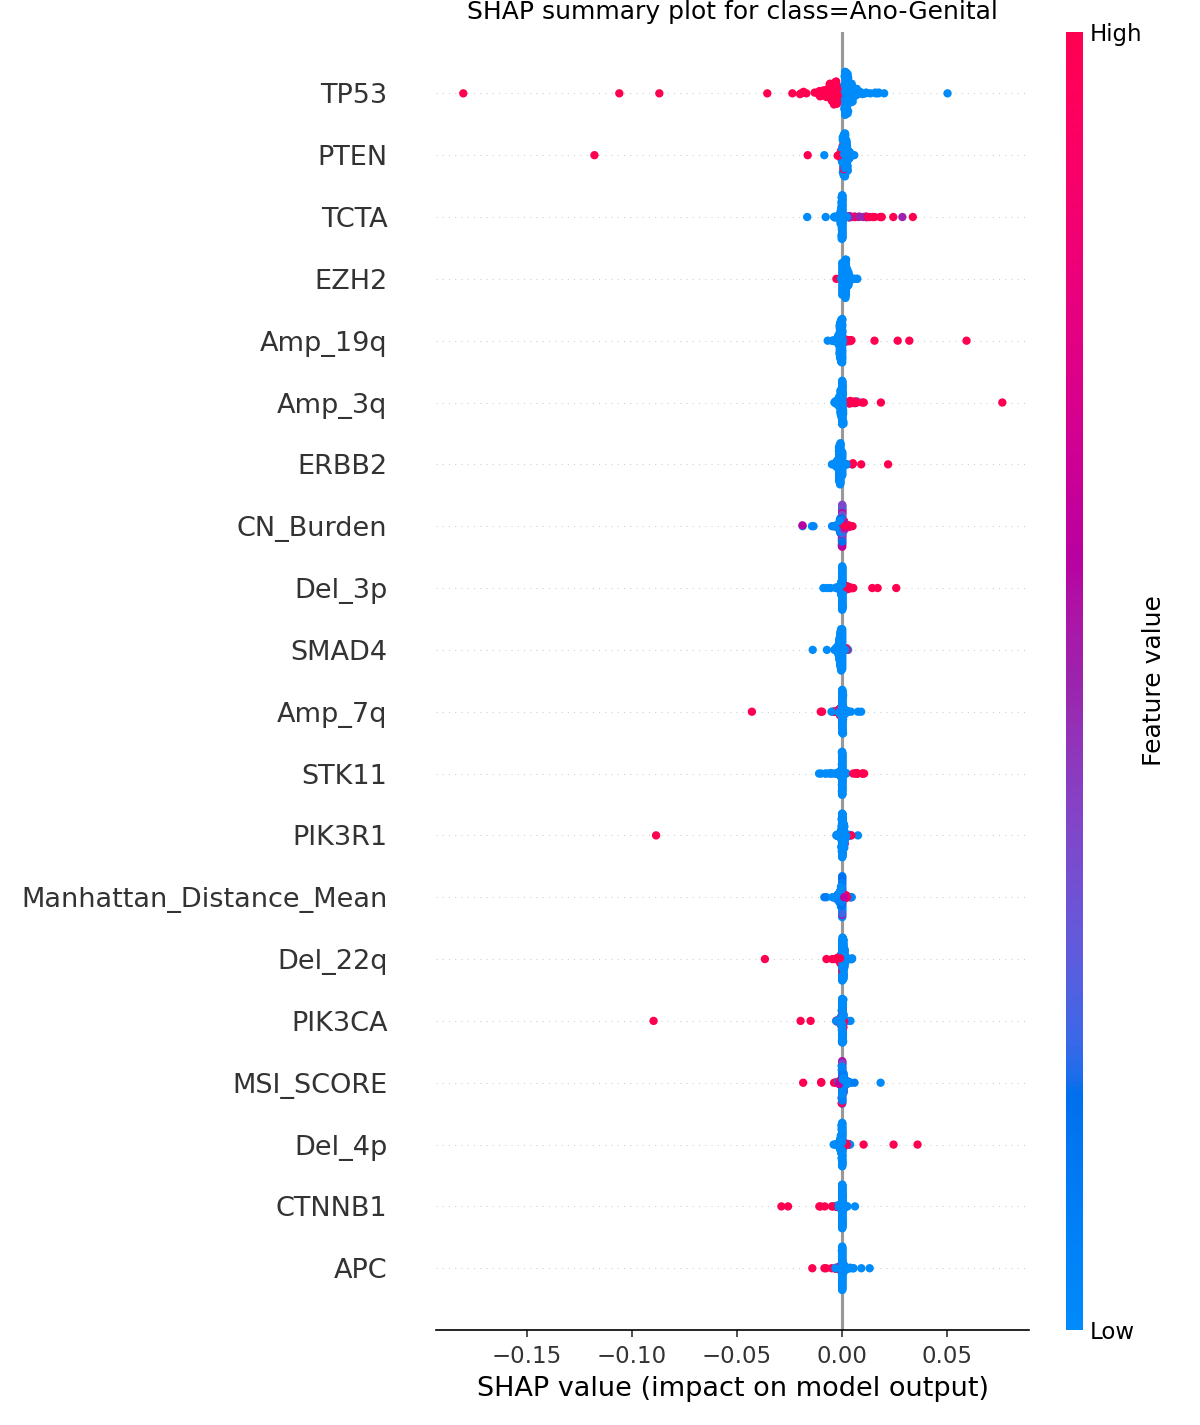 SHAP summary plot for class=Ano-Genital
High
TP53
PTEN
TCTA
EZH2
Amp_19q
Amp_3q
ERBB2
CN_Burden
Del_3p
SMAD4
Amp_7q
STK11
PIK3R1
Manhattan_Distance_Mean
Del_22q
PIK3CA
MSI_SCORE
Del_4p
CTNNB1
APC
Feature value
Low
−0.15 −0.10 −0.05 0.00 0.05
SHAP value (impact on model output)